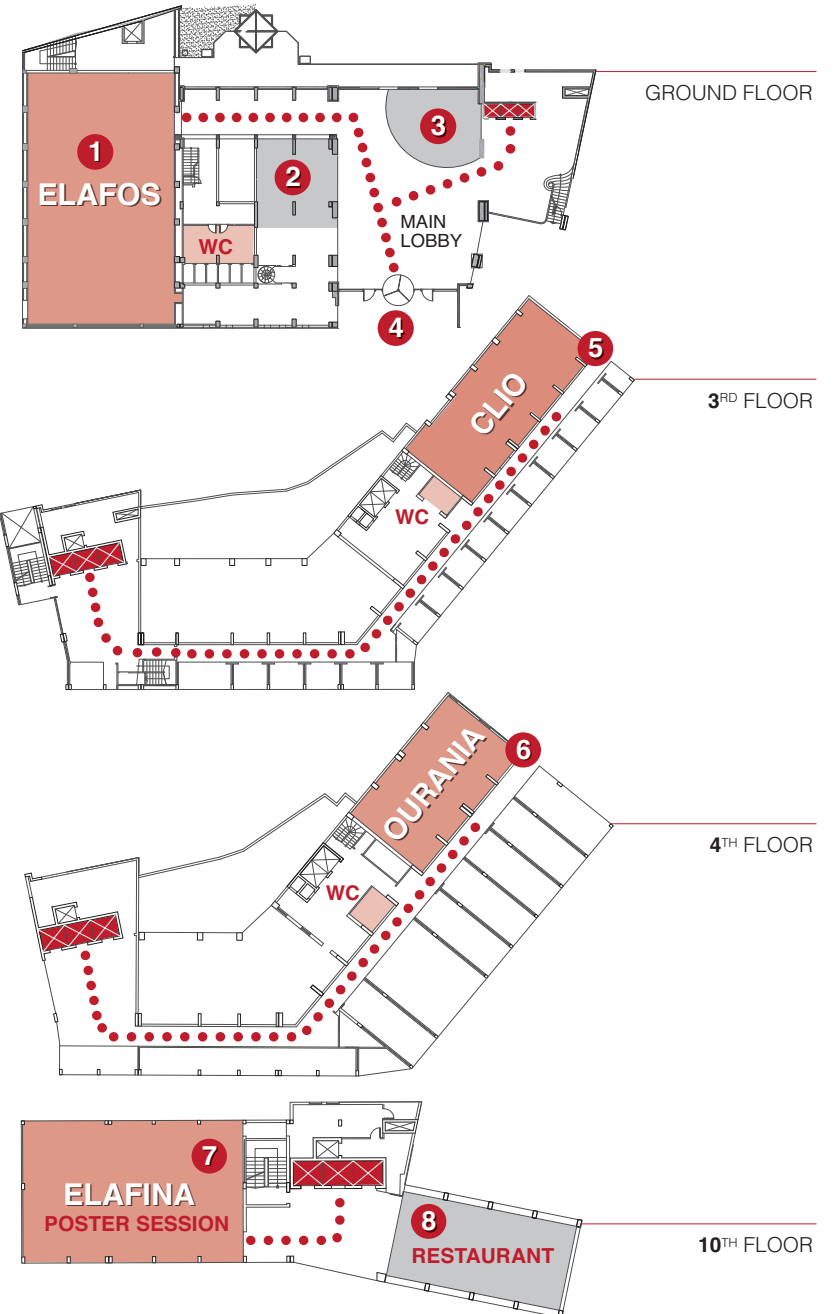 GROUND FLOOR
3
1
ELAFOS
2
MAIN
LOBBY
WC
4
5
CLIO
3RD FLOOR
WC
6
OURANIA
4TH FLOOR
WC
7
ELAFINA
POSTER SESSION
8
RESTAURANT
10TH FLOOR